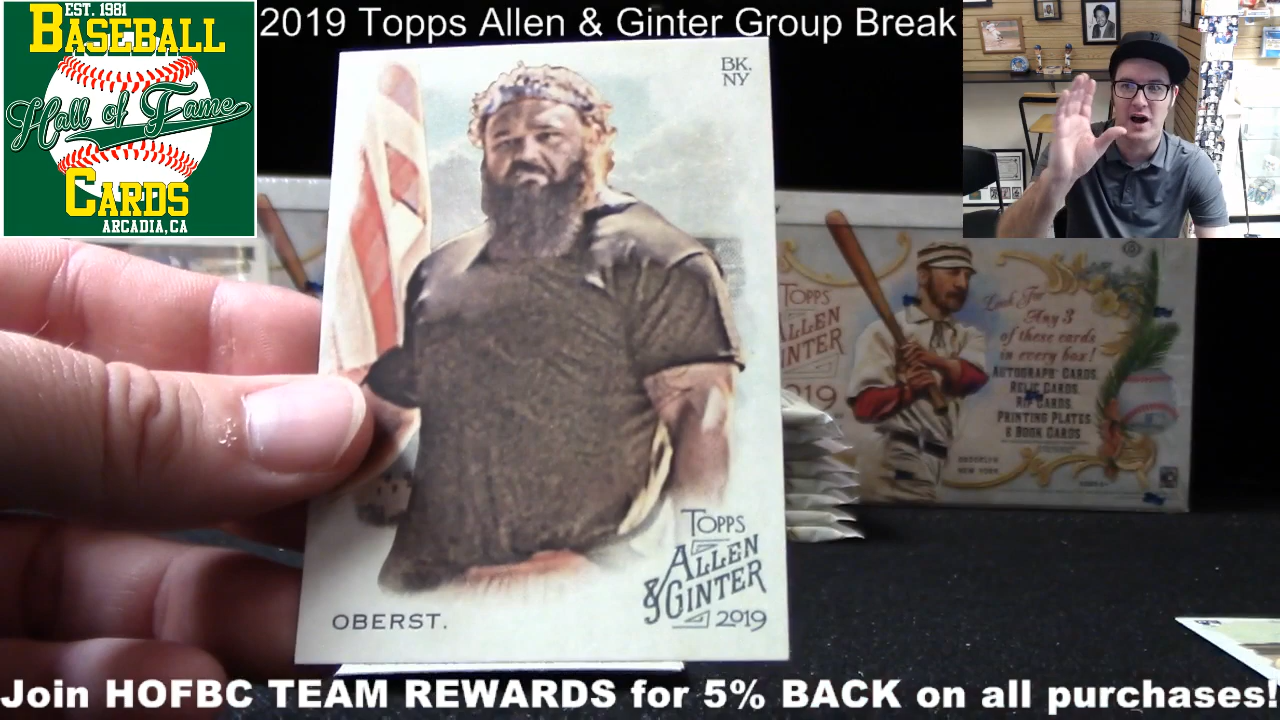 EST. 1981
BASEBALL
Hall of Fame
CARDS
ARCADIA, CA
2019 Topps Allen & Ginter Group Break
BK.
NY
OBERST.
TOPPS
ALLEN
& GINTER
2019
TOPPS
ALLEN
GINTER
2019
Look For
Any 3
of these cards
in every box!
AUTOGRAPH CARDS
RELIC CARDS
RIP CARDS
PRINTING PLATES
& BOOK CARDS
BROOKLYN
NEW YORK
Join HOFBC TEAM REWARDS for 5% BACK on all purchases!